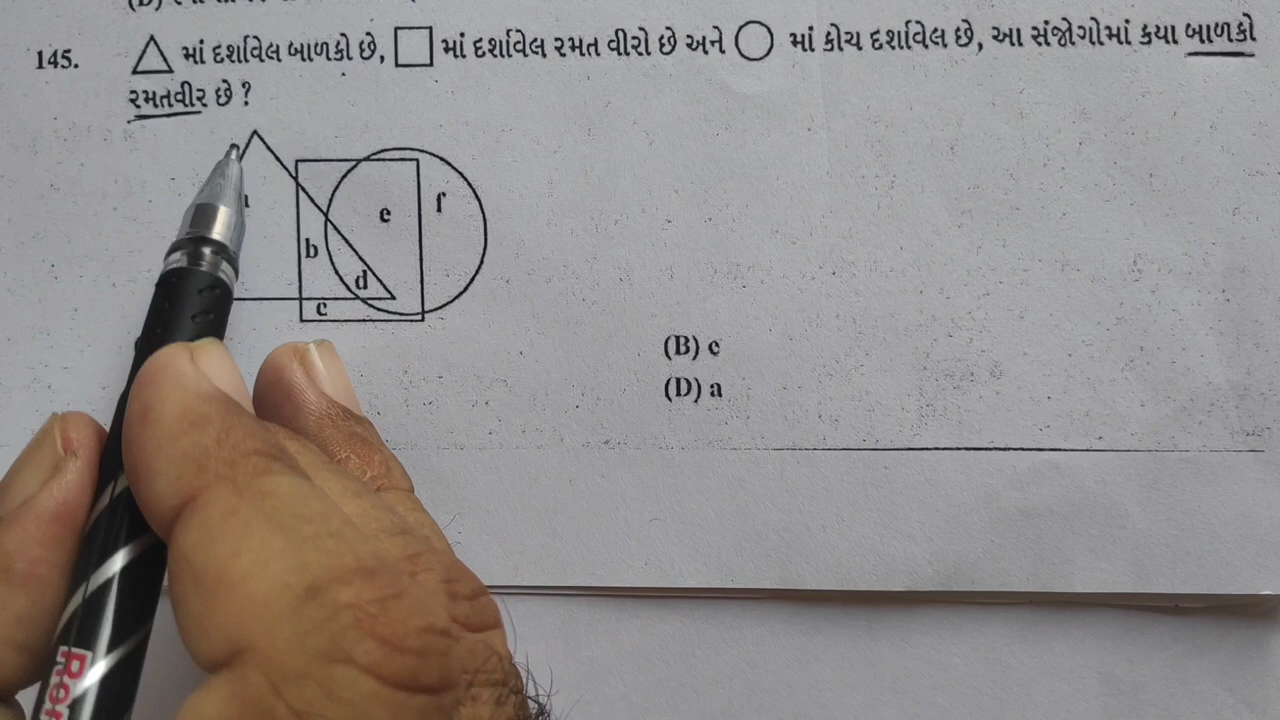 145. △ માં દર્શાવેલ બાળકો છે, □ માં દર્શાવેલ રમત વીરો છે અને ○ માં કોચ દર્શાવેલ છે, આ સંજોગોમાં કયા બાળકો
રમતવીર છે ?
e
f
b
d
c
(B) c
(D) a